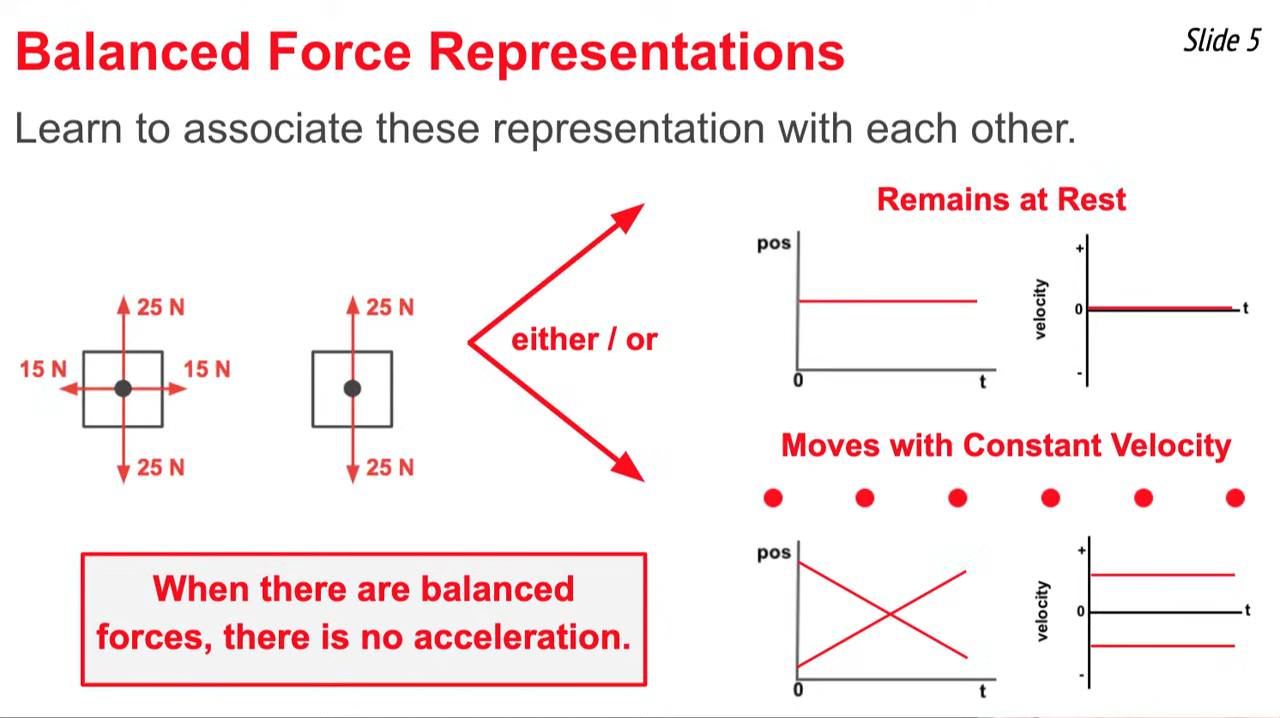 Balanced Force Representations
Slide 5
Learn to associate these representation with each other.
25 N
15 N
15 N
25 N
25 N
25 N
either / or
Remains at Rest
pos
0
t
velocity
+
0
-
t
Moves with Constant Velocity
pos
0
t
velocity
+
0
-
t
When there are balanced
forces, there is no acceleration.